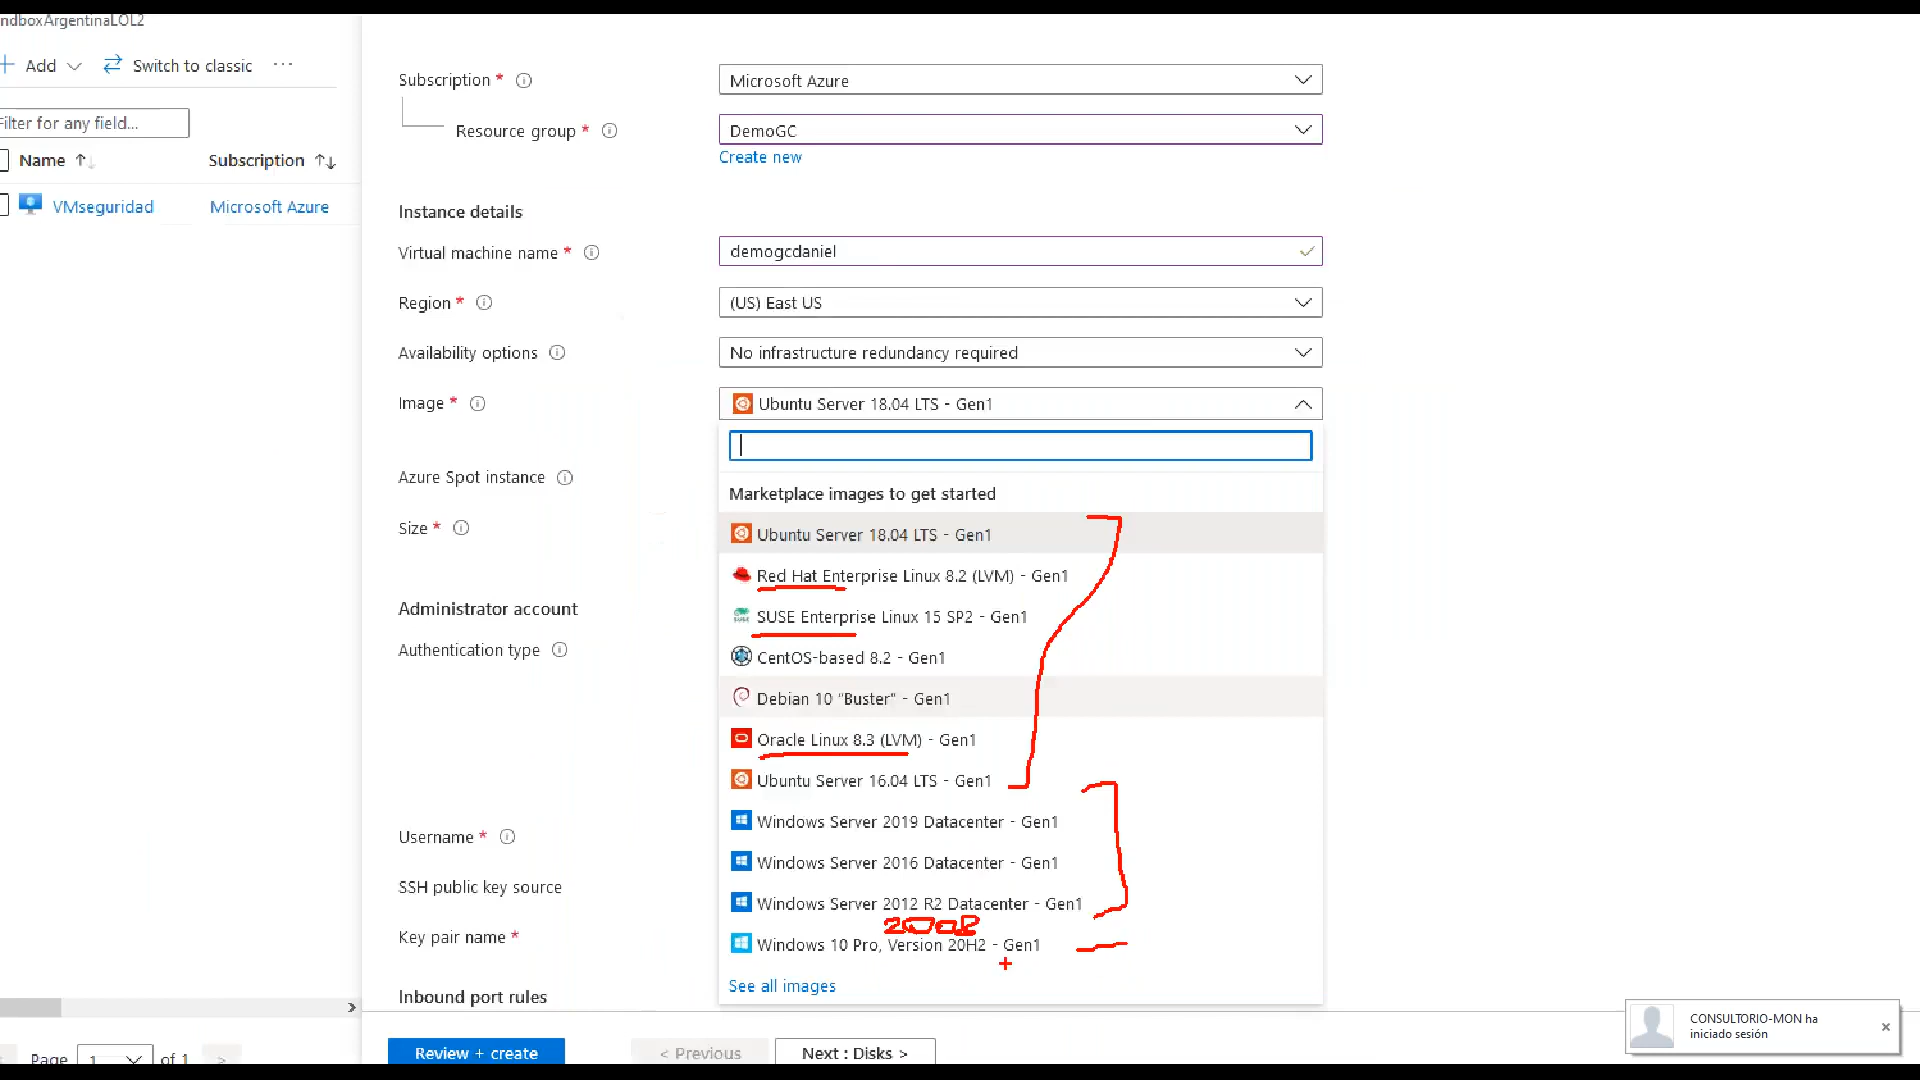 ndboxArgentinaLOL2
Add
Switch to classic
Filter for any field...
Name
Subscription
VMseguridad
Microsoft Azure
Page
1
of 1
Subscription *
Microsoft Azure
Resource group *
DemoGC
Create new
Instance details
Virtual machine name *
demogcdaniel
Region *
(US) East US
Availability options
No infrastructure redundancy required
Image *
Ubuntu Server 18.04 LTS - Gen1
Marketplace images to get started
Ubuntu Server 18.04 LTS - Gen1
Red Hat Enterprise Linux 8.2 (LVM) - Gen1
SUSE Enterprise Linux 15 SP2 - Gen1
CentOS-based 8.2 - Gen1
Debian 10 "Buster" - Gen1
Oracle Linux 8.3 (LVM) - Gen1
Ubuntu Server 16.04 LTS - Gen1
Windows Server 2019 Datacenter - Gen1
Windows Server 2016 Datacenter - Gen1
Windows Server 2012 R2 Datacenter - Gen1
2008
Windows 10 Pro, Version 20H2 - Gen1
See all images
Azure Spot instance
Size *
Administrator account
Authentication type
Username *
SSH public key source
Key pair name *
Inbound port rules
Review + create
< Previous
Next : Disks >
CONSULTORIO-MON ha
iniciado sesión